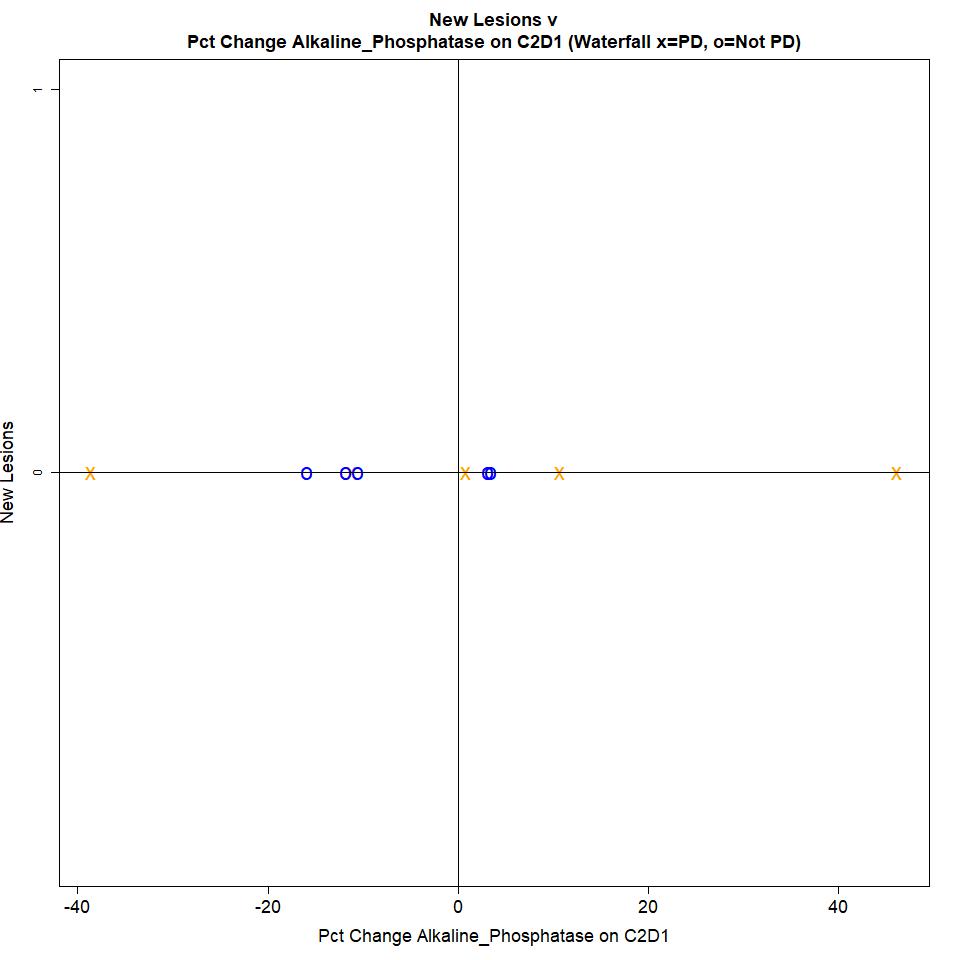 New Lesions v
Pct Change Alkaline_Phosphatase on C2D1 (Waterfall x=PD, o=Not PD)
1
0
New Lesions
X O O O X O O X X
-40 -20 0 20 40
Pct Change Alkaline_Phosphatase on C2D1